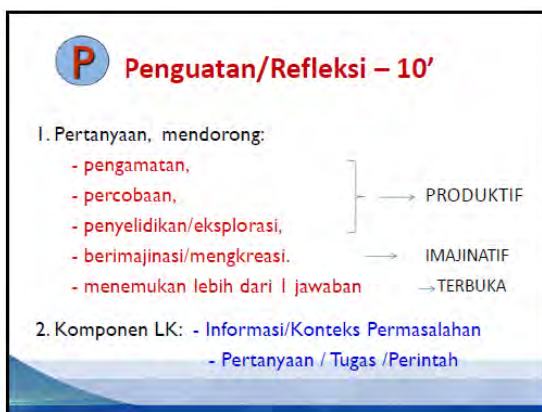 P Penguatan/Refleksi – 10'
1. Pertanyaan, mendorong:
- pengamatan,
- percobaan, → PRODUKTIF
- penyelidikan/eksplorasi,
- berimajinasi/mengkreasi. → IMAJINATIF
- menemukan lebih dari 1 jawaban → TERBUKA
2. Komponen LK: - Informasi/Konteks Permasalahan
- Pertanyaan / Tugas /Perintah